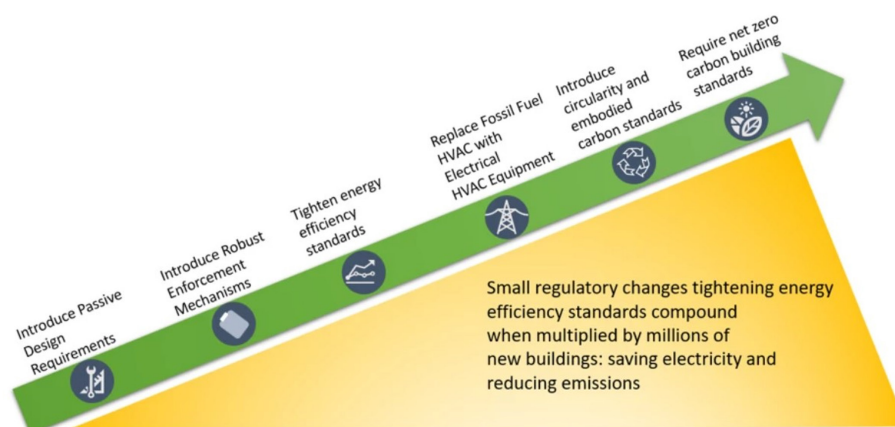 Introduce Passive
Design
Requirements
Introduce Robust
Enforcement
Mechanisms
Tighten energy
efficiency
standards
Replace Fossil Fuel
HVAC with
Electrical
HVAC Equipment
Introduce
circularity and
embodied
carbon standards
Require net zero
carbon building
standards
Small regulatory changes tightening energy
efficiency standards compound
when multiplied by millions of
new buildings: saving electricity and
reducing emissions